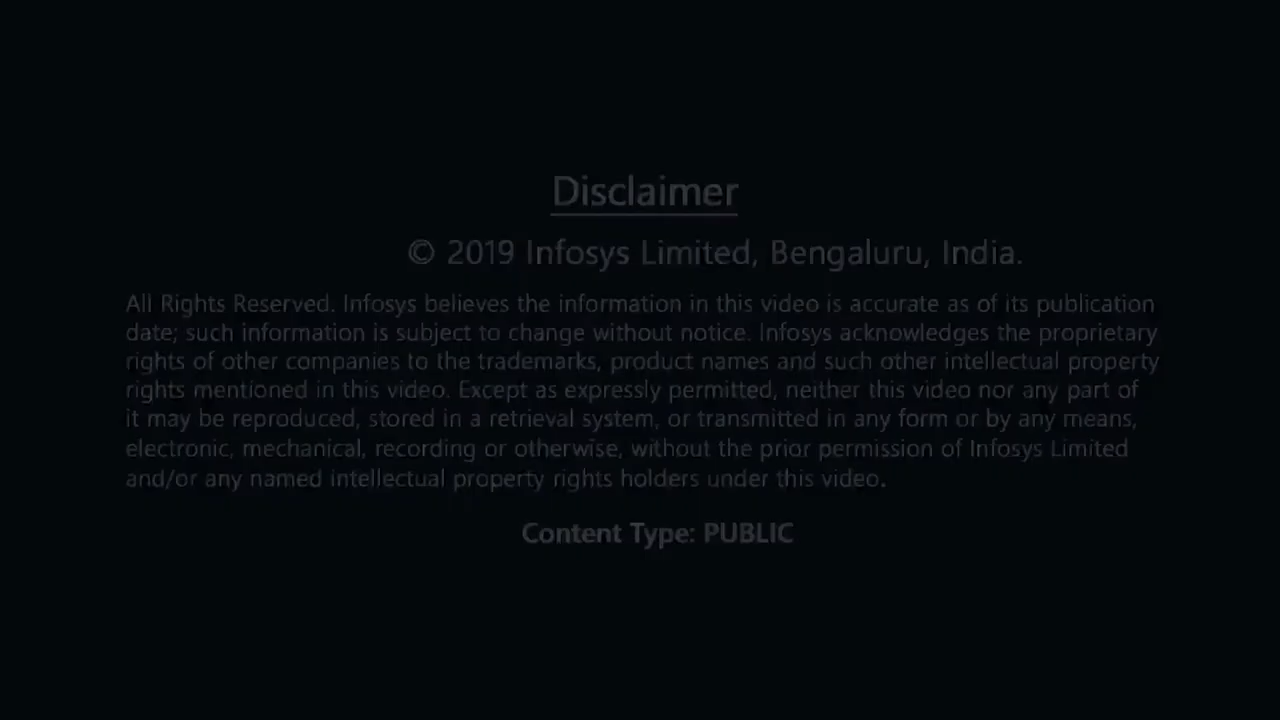 Disclaimer
© 2019 Infosys Limited, Bengaluru, India.
All Rights Reserved. Infosys believes the information in this video is accurate as of its publication
date; such information is subject to change without notice. Infosys acknowledges the proprietary
rights of other companies to the trademarks, product names and such other intellectual property
rights mentioned in this video. Except as expressly permitted, neither this video nor any part of
it may be reproduced, stored in a retrieval system, or transmitted in any form or by any means,
electronic, mechanical, recording or otherwise, without the prior permission of Infosys Limited
and/or any named intellectual property rights holders under this video.
Content Type: PUBLIC